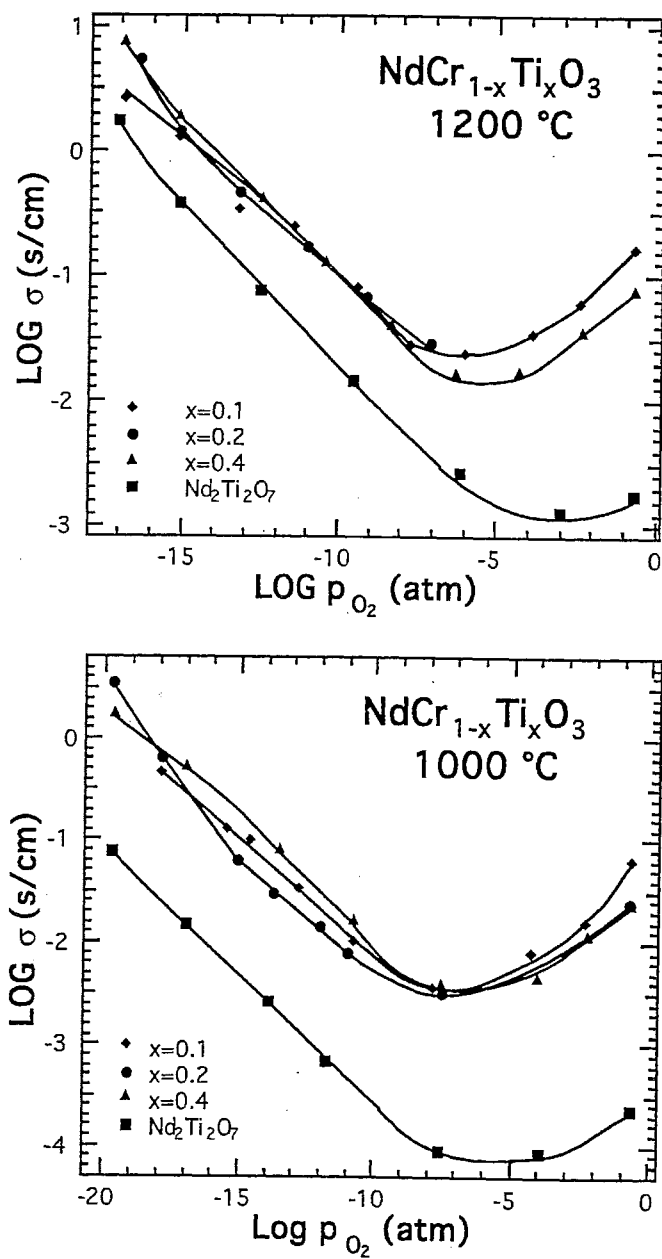 NdCr1-xTixO3
1200 °C
1
0
-1
-2
-3
LOG σ (s/cm)
x=0.1
x=0.2
x=0.4
Nd2Ti2O7
-15
-10
-5
0
LOG pO2 (atm)
NdCr1-xTixO3
1000 °C
0
-1
-2
-3
-4
LOG σ (s/cm)
x=0.1
x=0.2
x=0.4
Nd2Ti2O7
-20
-15
-10
-5
0
Log pO2 (atm)